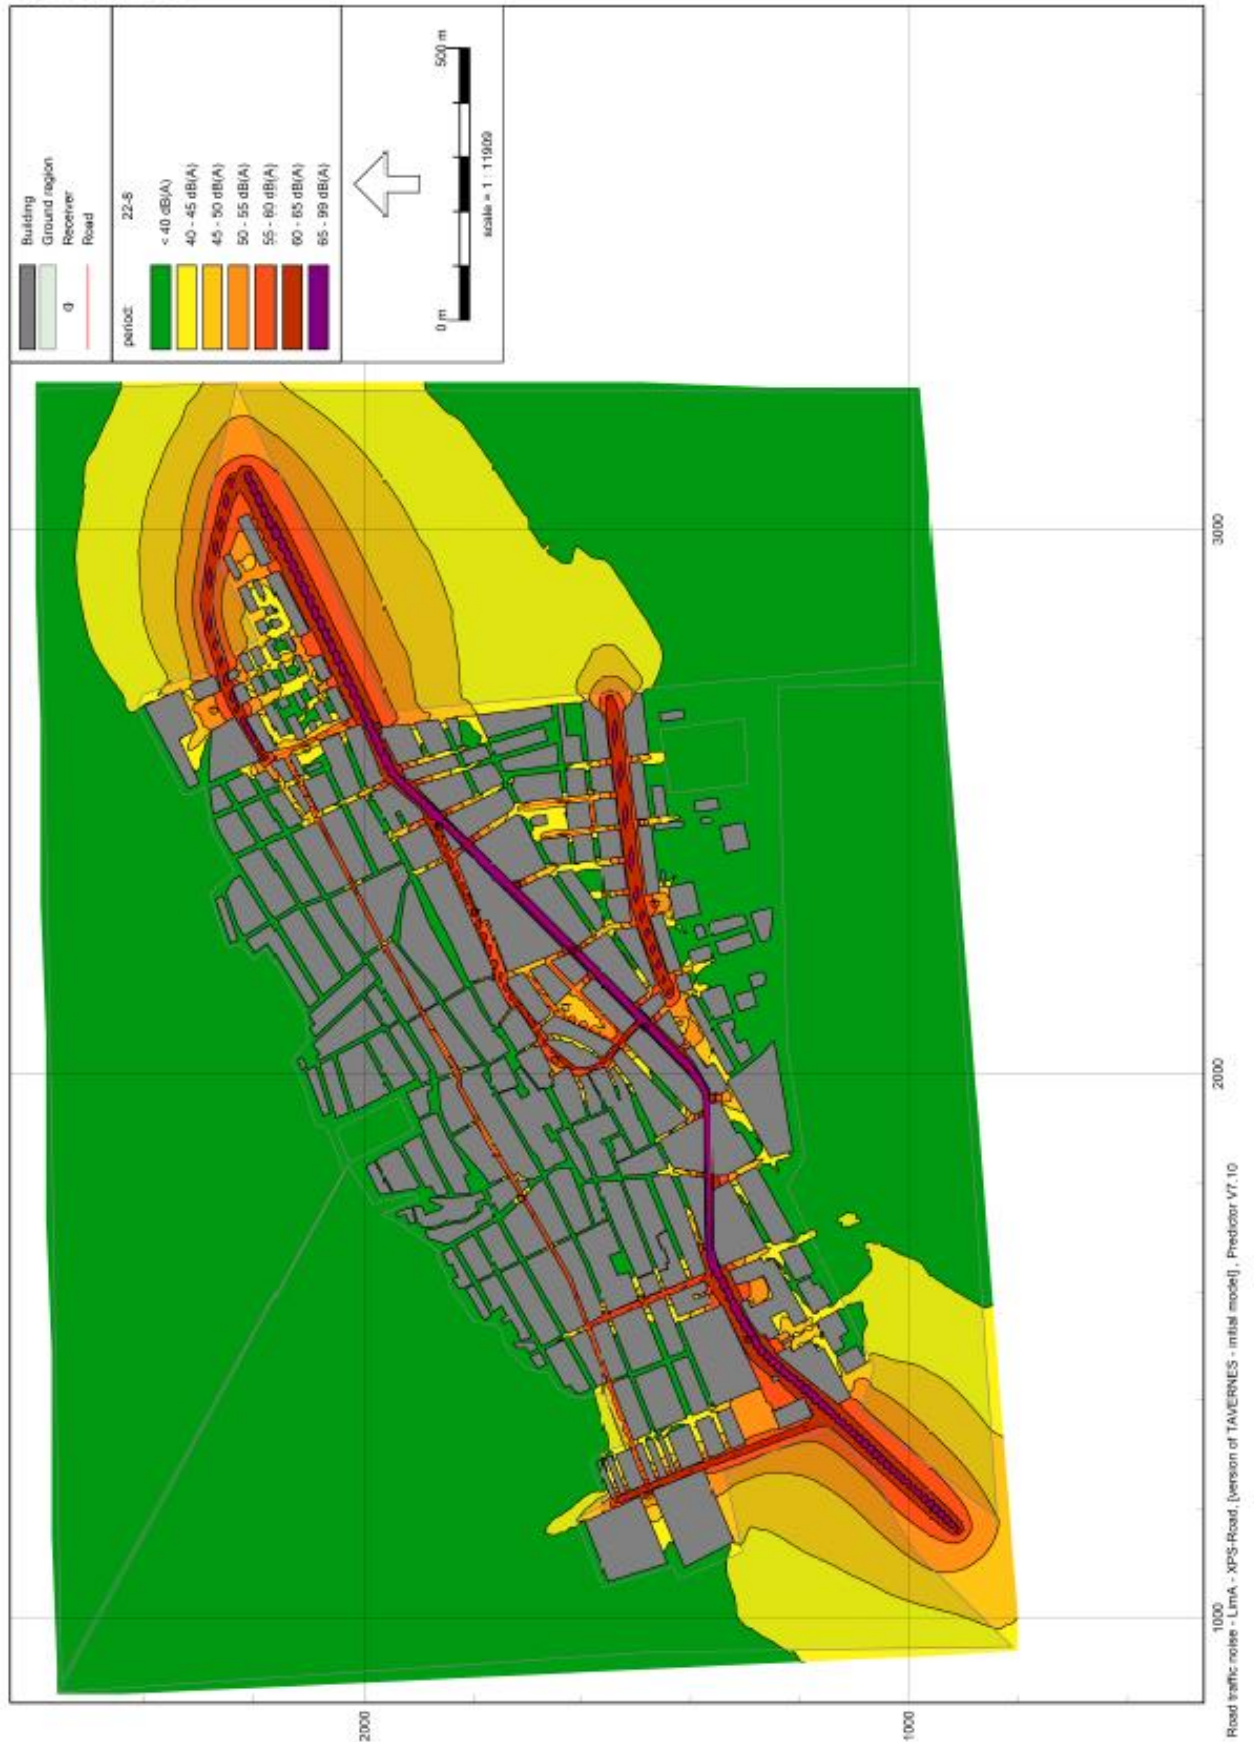 Building
Ground region
Receiver
Road
period: 22-8
< 40 dB(A)
40 - 45 dB(A)
45 - 50 dB(A)
50 - 55 dB(A)
55 - 60 dB(A)
60 - 65 dB(A)
65 - 99 dB(A)
0 m 500 m
scale = 1 : 11909
2000
1000
1000 2000 3000
Road traffic noise - LimA - XPS-Road, [version of TAVERNES - initial model] , Predictor V7.10